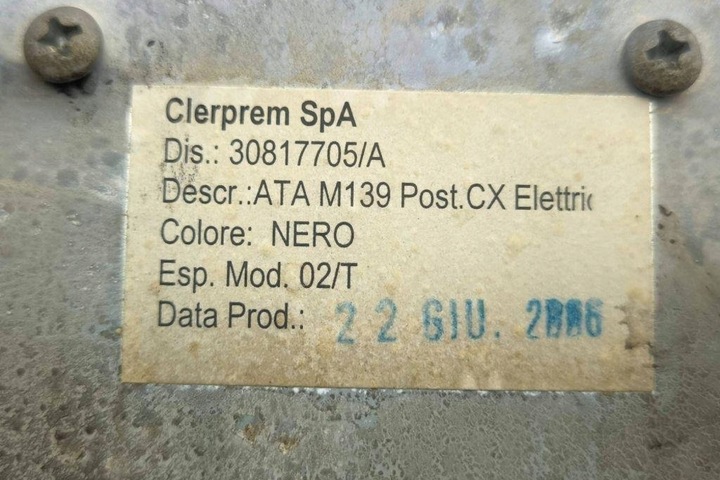 Clerprem SpA
Dis.: 30817705/A
Descr.:ATA M139 Post.CX Elettric
Colore: NERO
Esp. Mod. 02/T
Data Prod.: 22 GIU. 2006